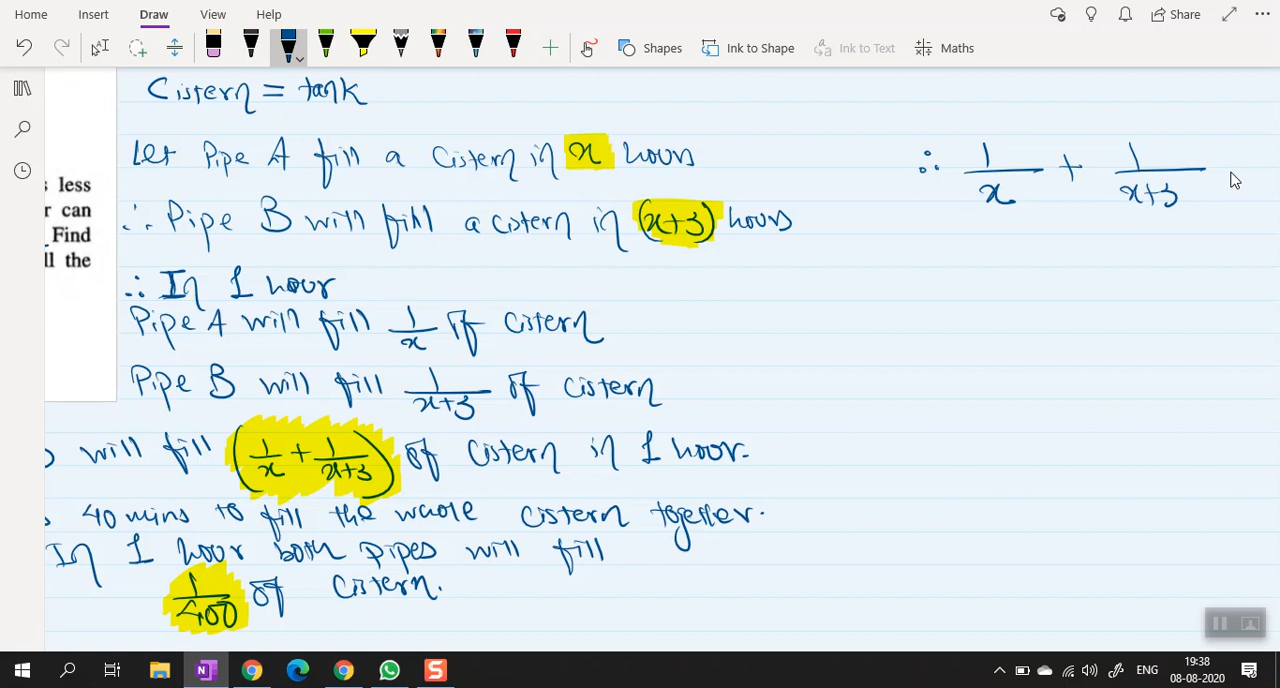 Home Insert Draw View Help
Share
Shapes Ink to Shape Ink to Text Maths
Cistern = tank
Let Pipe A fill a Cistern in x hours
∴ Pipe B will fill a cistern in (x+3) hours
∴ In 1 hour
Pipe A will fill 1/x of cistern
Pipe B will fill 1/(x+3) of cistern
will fill (1/x + 1/(x+3)) of cistern in 1 hour.
40 mins to fill the whole cistern together.
In 1 hour both pipes will fill
1/400 of cistern.
∴ 1/x + 1/(x+3)
less
r can
Find
ll the
ENG
19:38
08-08-2020